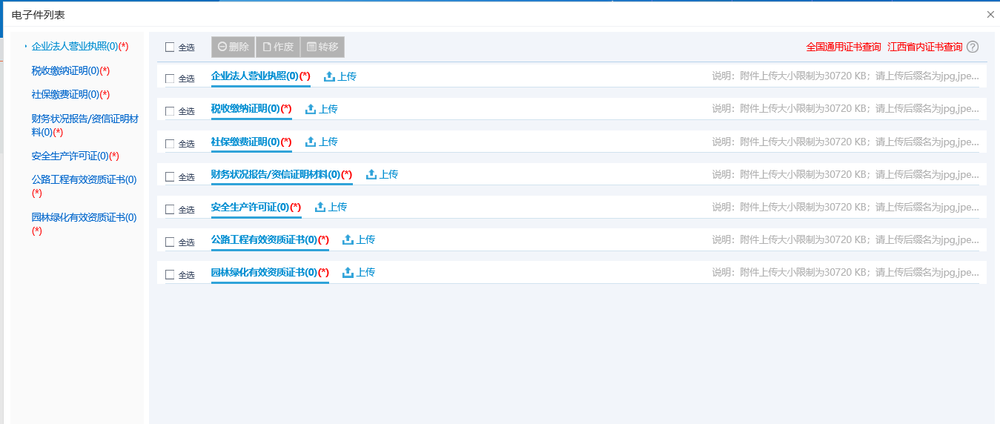 电子件列表
企业法人营业执照(0)(*)
税收缴纳证明(0)(*)
社保缴费证明(0)(*)
财务状况报告/资信证明材
料(0)(*)
安全生产许可证(0)(*)
公路工程有效资质证书(0)
(*)
园林绿化有效资质证书(0)
(*)
全选 删除 作废 转移 全国通用证书查询 江西省内证书查询 ?
全选 企业法人营业执照(0)(*) 上传 说明：附件上传大小限制为30720 KB；请上传后缀名为jpg,jpe...
全选 税收缴纳证明(0)(*) 上传 说明：附件上传大小限制为30720 KB；请上传后缀名为jpg,jpe...
全选 社保缴费证明(0)(*) 上传 说明：附件上传大小限制为30720 KB；请上传后缀名为jpg,jpe...
全选 财务状况报告/资信证明材料(0)(*) 上传 说明：附件上传大小限制为30720 KB；请上传后缀名为jpg,jpe...
全选 安全生产许可证(0)(*) 上传 说明：附件上传大小限制为30720 KB；请上传后缀名为jpg,jpe...
全选 公路工程有效资质证书(0)(*) 上传 说明：附件上传大小限制为30720 KB；请上传后缀名为jpg,jpe...
全选 园林绿化有效资质证书(0)(*) 上传 说明：附件上传大小限制为30720 KB；请上传后缀名为jpg,jpe...